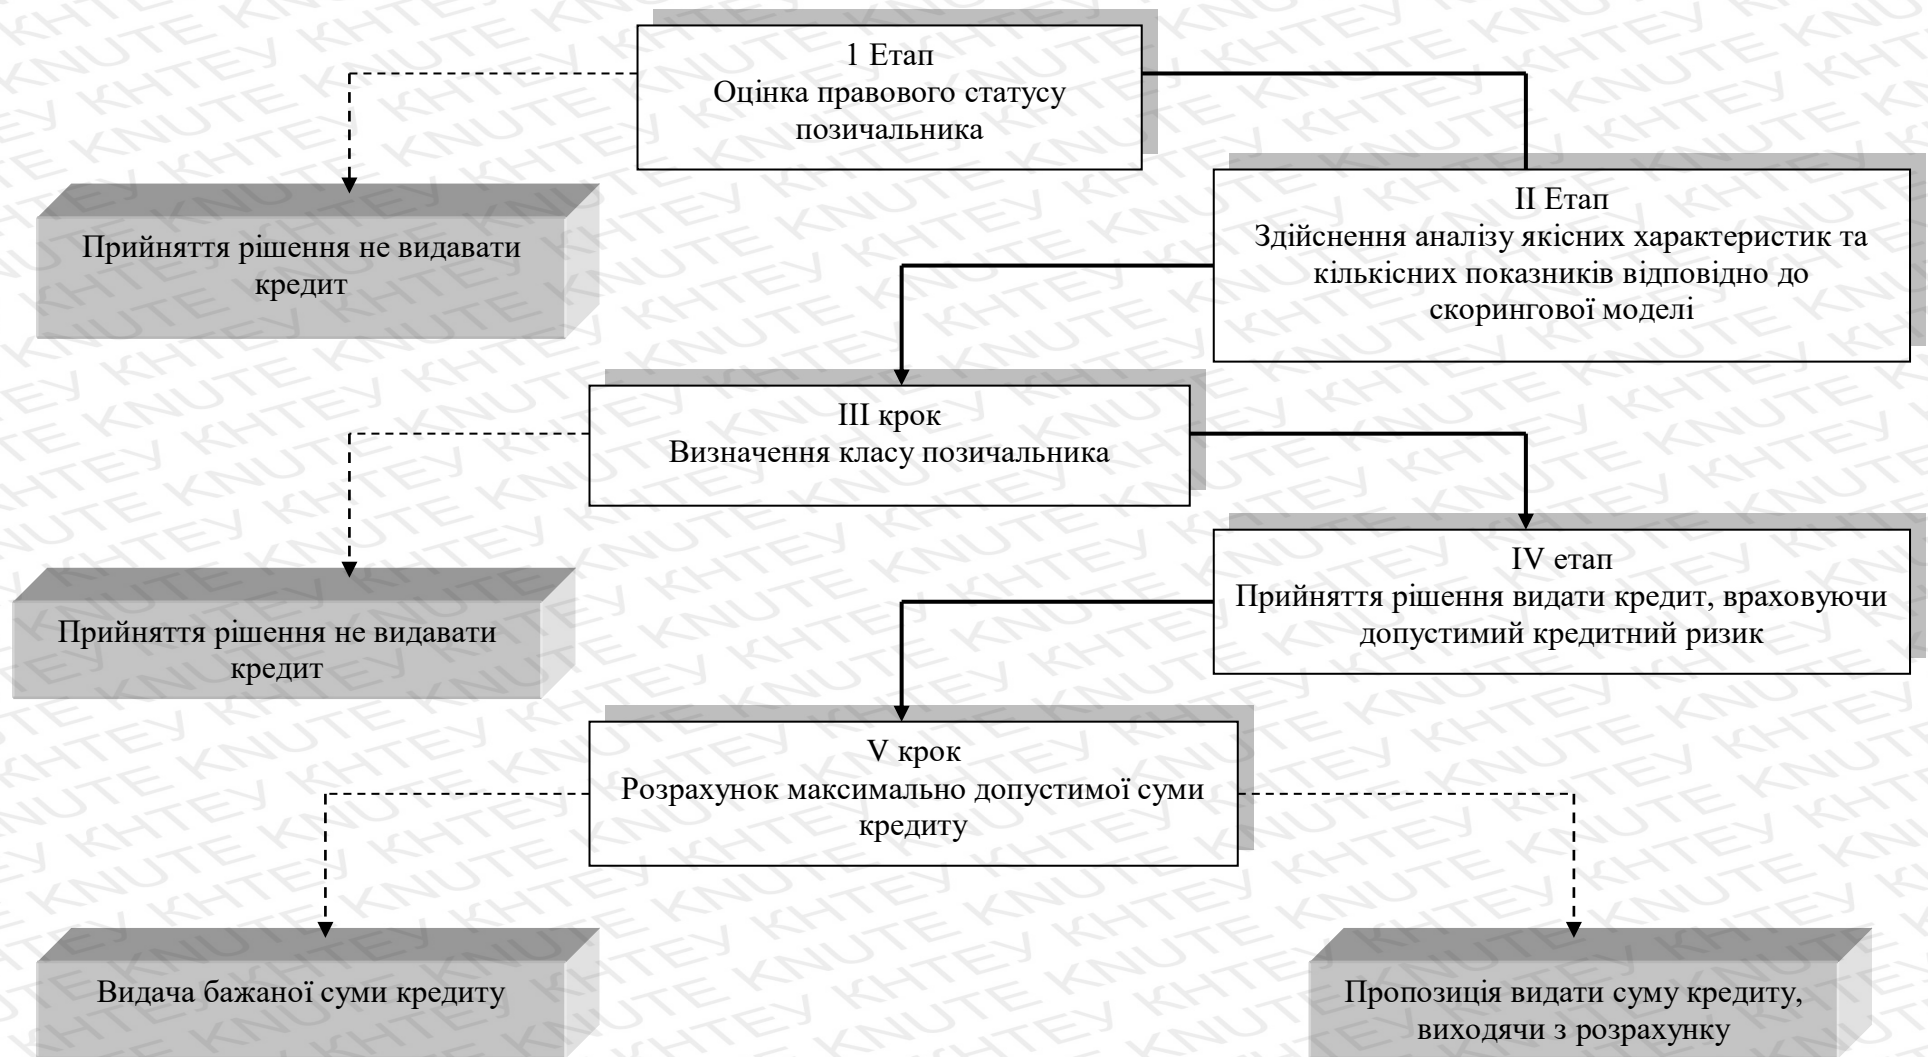 1 Етап
Оцінка правового статусу
позичальника
II Етап
Здійснення аналізу якісних характеристик та
кількісних показників відповідно до
скорингової моделі
Прийняття рішення не видавати
кредит
III крок
Визначення класу позичальника
IV етап
Прийняття рішення видати кредит, враховуючи
допустимий кредитний ризик
Прийняття рішення не видавати
кредит
V крок
Розрахунок максимально допустимої суми
кредиту
Видача бажаної суми кредиту
Пропозиція видати суму кредиту,
виходячи з розрахунку